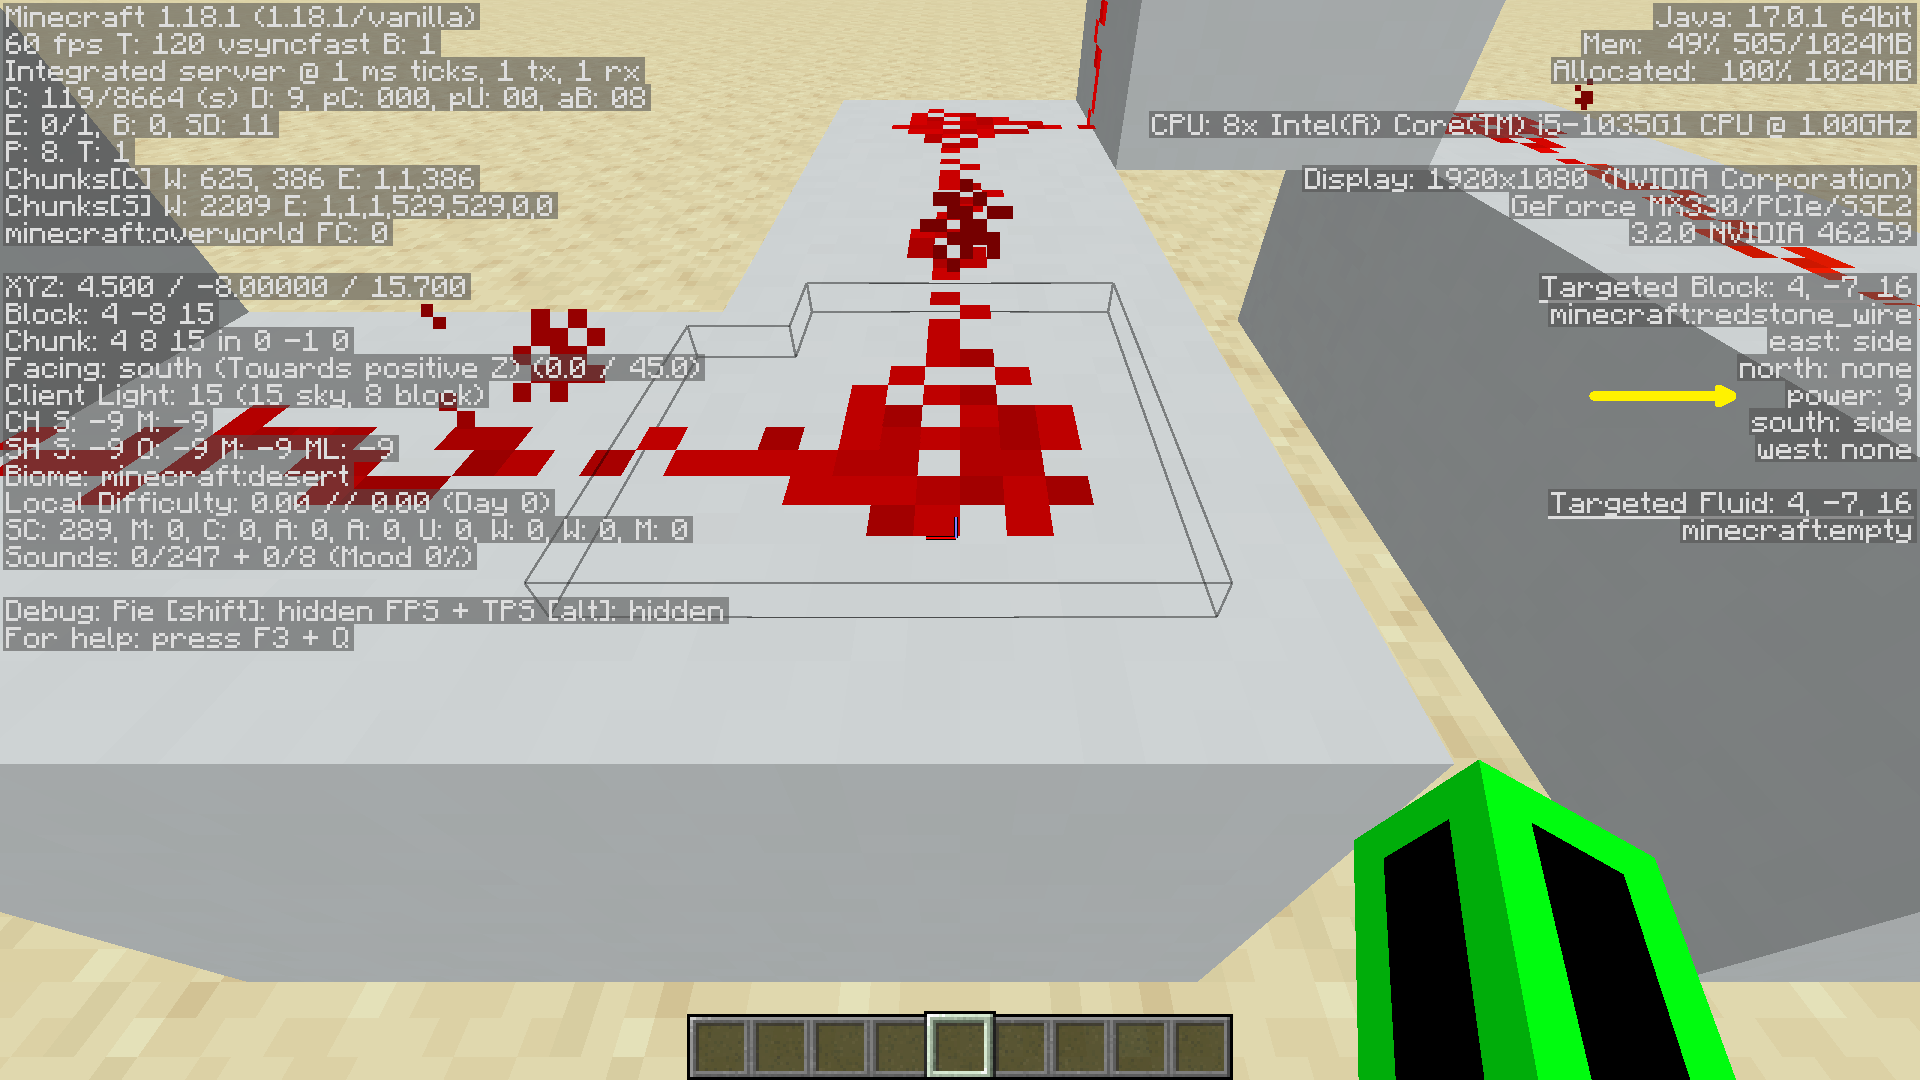 Minecraft 1.18.1 (1.18.1/vanilla)
60 fps T: 120 vsyncfast B: 1
Integrated server @ 1 ms ticks, 1 tx, 1 rx
C: 119/8664 (s) D: 9, pC: 000, pU: 00, aB: 08
E: 0/1, B: 0, SD: 11
P: 8. T: 1
Chunks[C] W: 625, 386 E: 1,1,386
Chunks[S] W: 2209 E: 1,1,1,529,529,0,0
minecraft:overworld FC: 0
XYZ: 4.500 / -8.00000 / 15.700
Block: 4 -8 15
Chunk: 4 8 15 in 0 -1 0
Facing: south (Towards positive Z) (0.0 / 45.0)
Client Light: 15 (15 sky, 8 block)
CH S: -9 M: -9
SH S: -9 O: -9 M: -9 ML: -9
Biome: minecraft:desert
Local Difficulty: 0.00 // 0.00 (Day 0)
SC: 289, M: 0, C: 0, A: 0, A: 0, U: 0, W: 0, W: 0, M: 0
Sounds: 0/247 + 0/8 (Mood 0%)
Debug: Pie [shift]: hidden FPS + TPS [alt]: hidden
For help: press F3 + Q
Java: 17.0.1 64bit
Mem: 49% 505/1024MB
Allocated: 100% 1024MB
CPU: 8x Intel(R) Core(TM) i5-1035G1 CPU @ 1.00GHz
Display: 1920x1080 (NVIDIA Corporation)
GeForce MX330/PCIe/SSE2
3.2.0 NVIDIA 462.59
Targeted Block: 4, -7, 16
minecraft:redstone_wire
east: side
north: none
power: 9
south: side
west: none
Targeted Fluid: 4, -7, 16
minecraft:empty